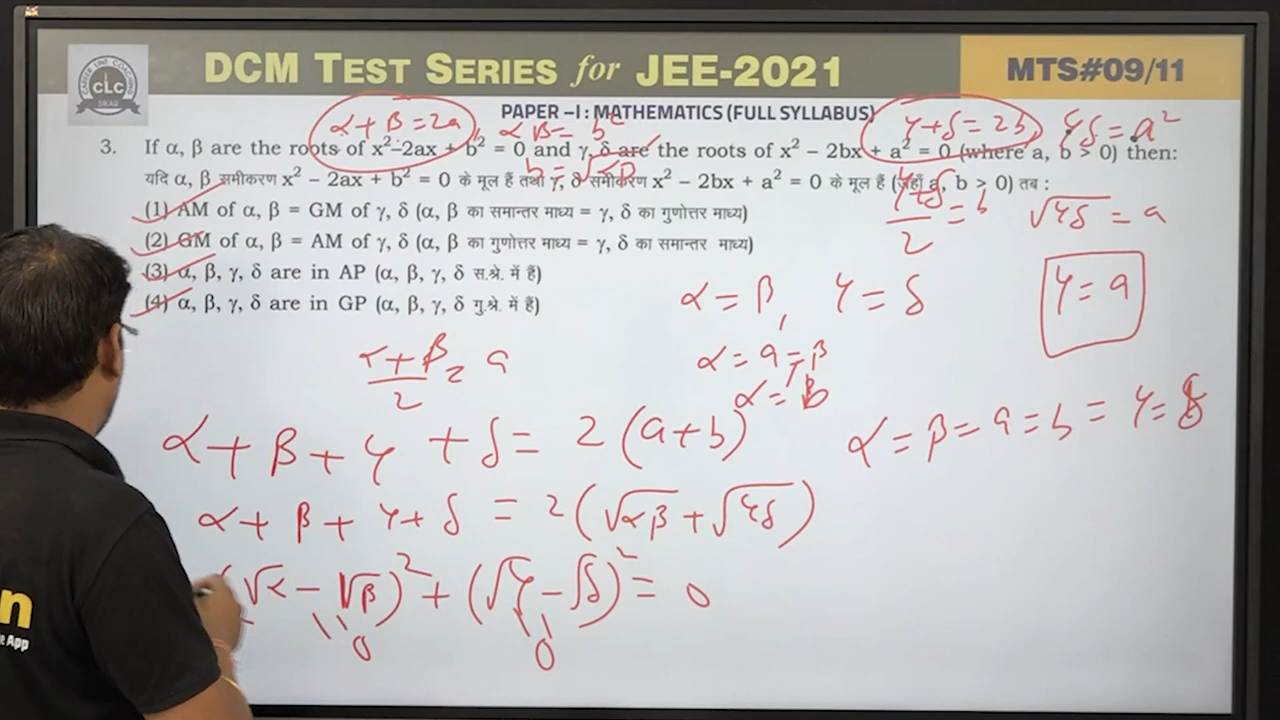 DCM TEST SERIES for JEE-2021
MTS#09/11
CLC
SIKAR
PAPER –I : MATHEMATICS (FULL SYLLABUS)
α + β = 2a, αβ = b²
γ + δ = 2b, γδ = a²
3. If α, β are the roots of x² – 2ax + b² = 0 and γ, δ are the roots of x² – 2bx + a² = 0 (where a, b > 0) then:
b = √αβ
यदि α, β समीकरण x² – 2ax + b² = 0 के मूल हैं तथा γ, δ समीकरण x² – 2bx + a² = 0 के मूल हैं (जहाँ a, b > 0) तब :
γ+δ/2 = b √γδ = a
(1) AM of α, β = GM of γ, δ (α, β का समान्तर माध्य = γ, δ का गुणोत्तर माध्य)
(2) GM of α, β = AM of γ, δ (α, β का गुणोत्तर माध्य = γ, δ का समान्तर माध्य)
(3) α, β, γ, δ are in AP (α, β, γ, δ स.श्रे. में हैं)
(4) α, β, γ, δ are in GP (α, β, γ, δ गु.श्रे. में हैं)
α = β, γ = δ
γ = a
α+β/2 = a
α = a = β
α = b
α + β + γ + δ = 2(a+b)
α = β = a = b = γ = δ
α + β + γ + δ = 2(√αβ + √γδ)
(√α – √β)² + (√γ – √δ)² = 0
0 0
n
App